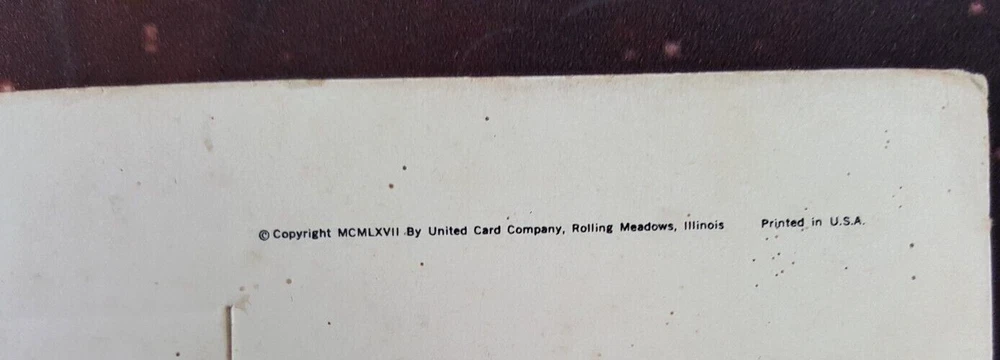 © Copyright MCMLXVII By United Card Company, Rolling Meadows, Illinois Printed in U.S.A.